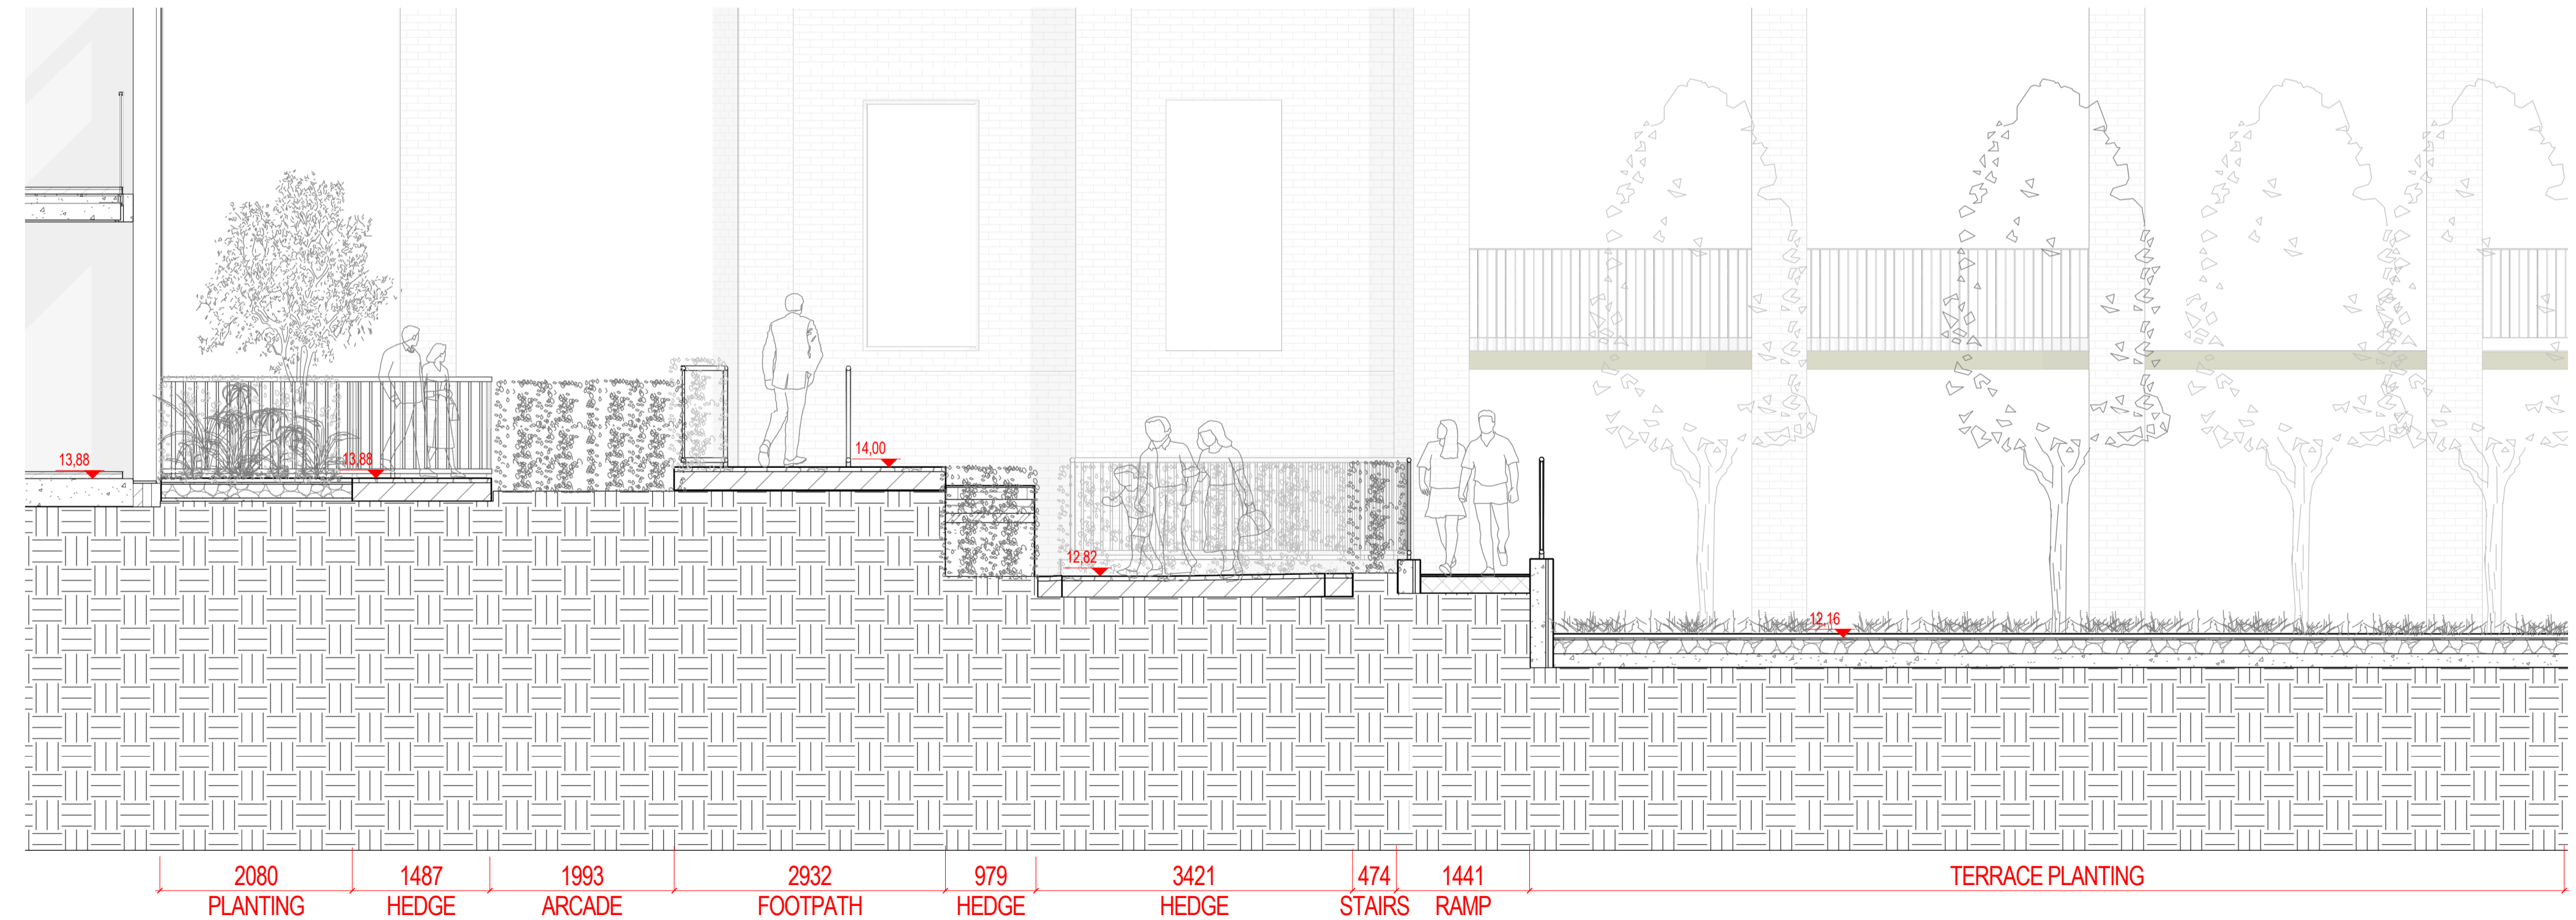 14,00
13,88
13,88
12,82
12,16
2080
1487
1993
2932
979
3421
474
1441
TERRACE PLANTING
PLANTING
HEDGE
ARCADE
FOOTPATH
HEDGE
HEDGE
STAIRS
RAMP